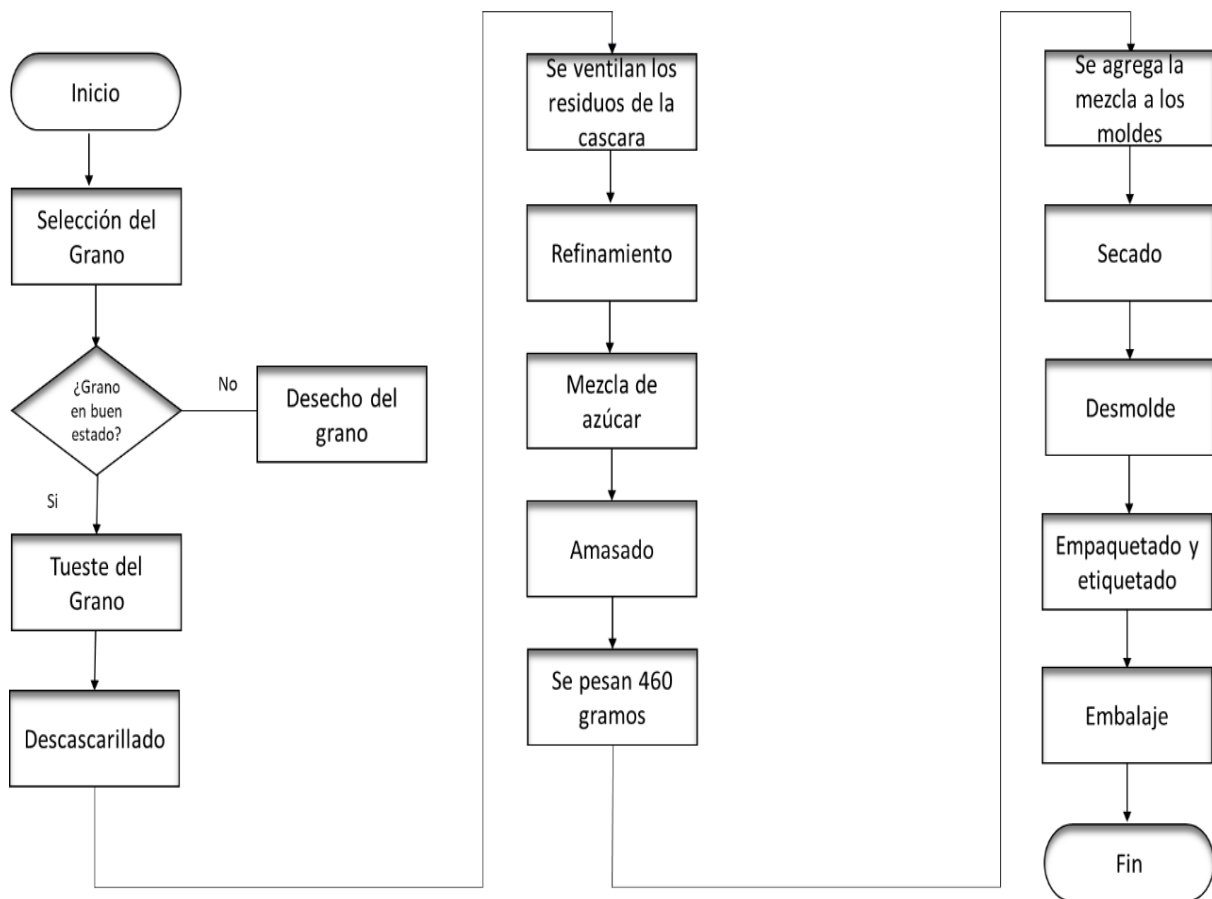 Inicio
Selección del
Grano
¿Grano
en buen
estado?
No
Desecho del
grano
Si
Tueste del
Grano
Descascarillado
Se ventilan los
residuos de la
cascara
Refinamiento
Mezcla de
azúcar
Amasado
Se pesan 460
gramos
Se agrega la
mezcla a los
moldes
Secado
Desmolde
Empaquetado y
etiquetado
Embalaje
Fin